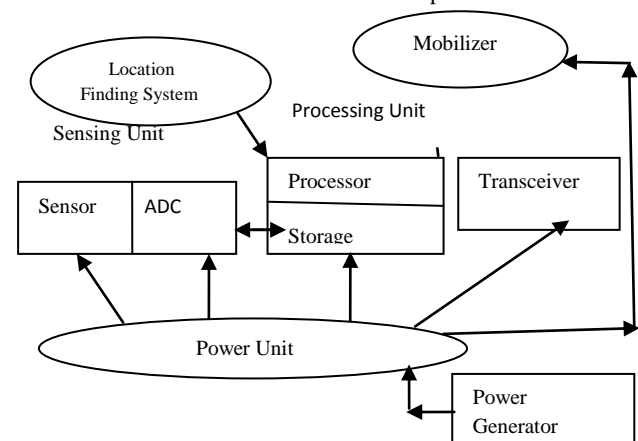 Mobilizer
Location
Finding System
Processing Unit
Sensing Unit
Processor
Transceiver
Sensor
ADC
Storage
Power Unit
Power
Generator